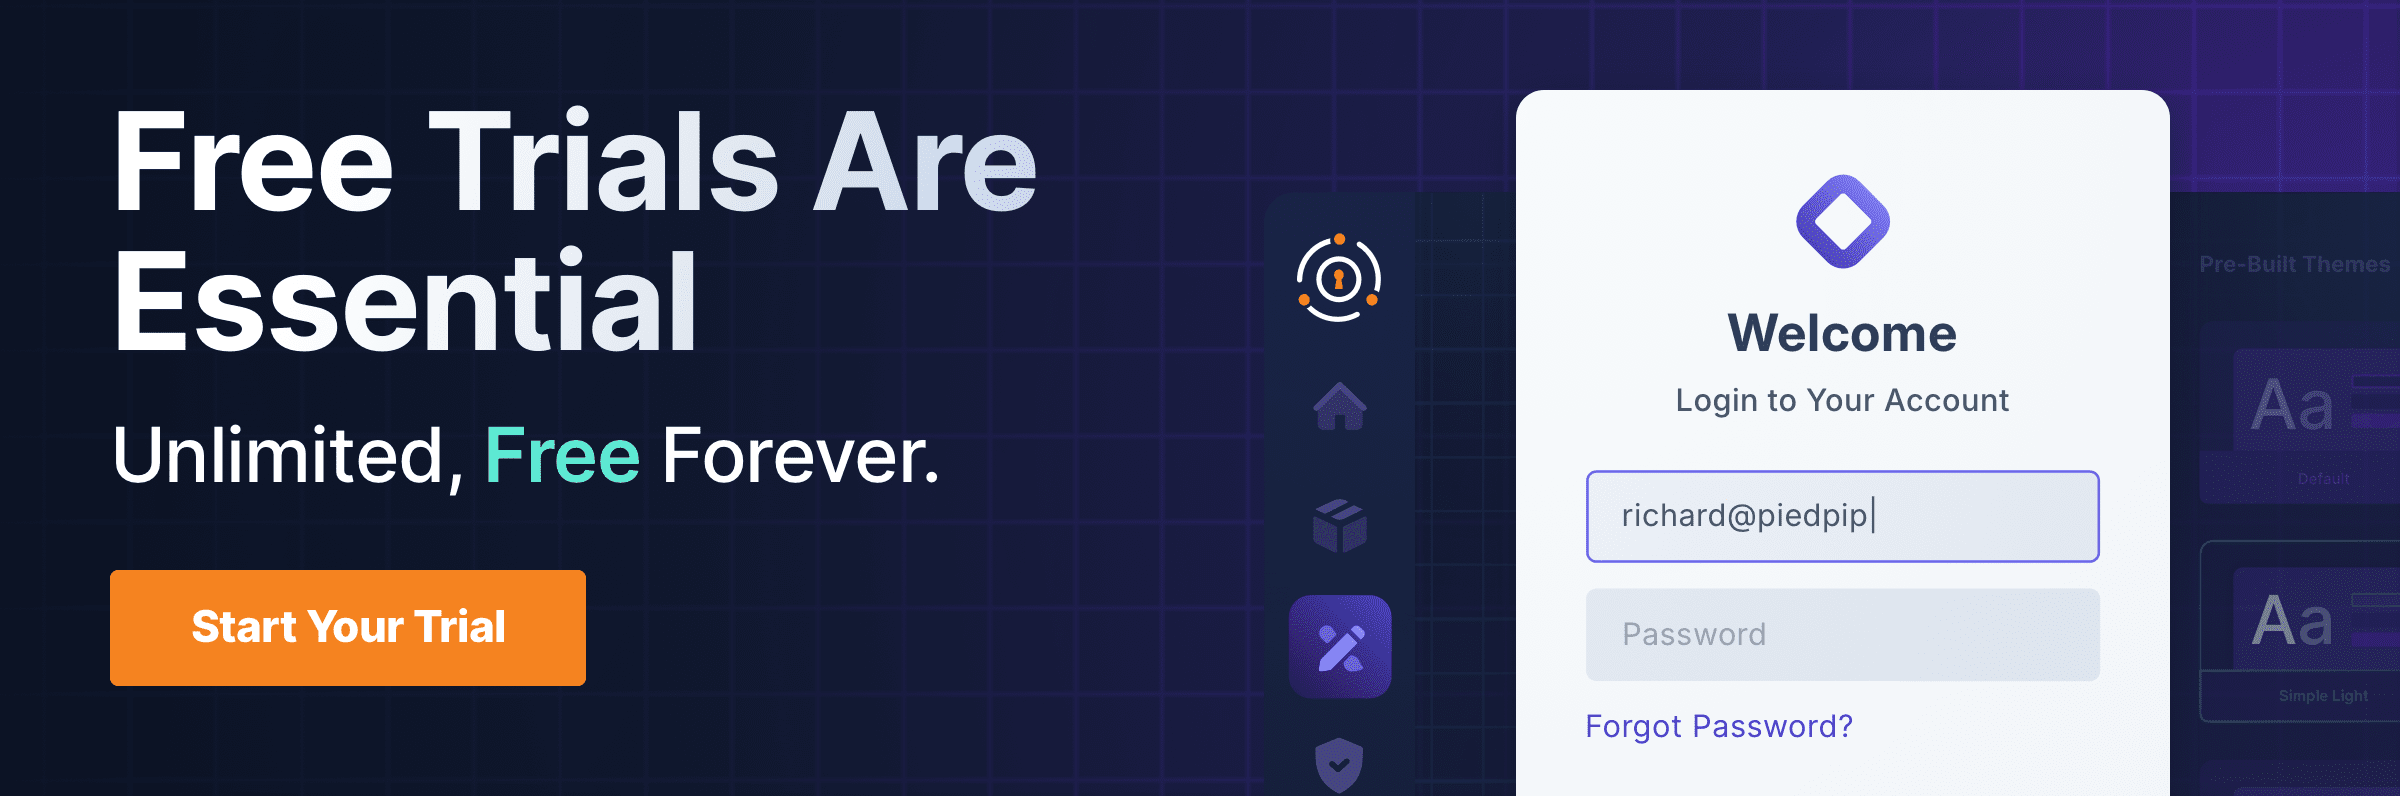 Free Trials Are
Essential
Unlimited, Free Forever.
Start Your Trial
Welcome
Login to Your Account
richard@piedpip
Password
Forgot Password?
Pre-Built Themes
Aa
Default
Aa
Simple Light